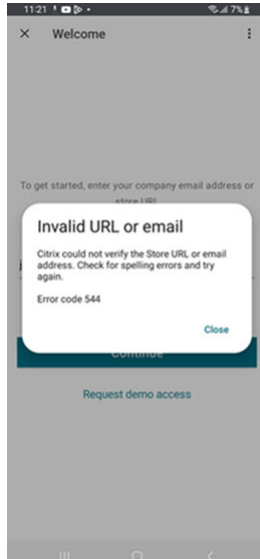 11:21
7%
Welcome
To get started, enter your company email address or
store URL
Invalid URL or email
Citrix could not verify the Store URL or email
address. Check for spelling errors and try
again.
Error code 544
Close
Continue
Request demo access